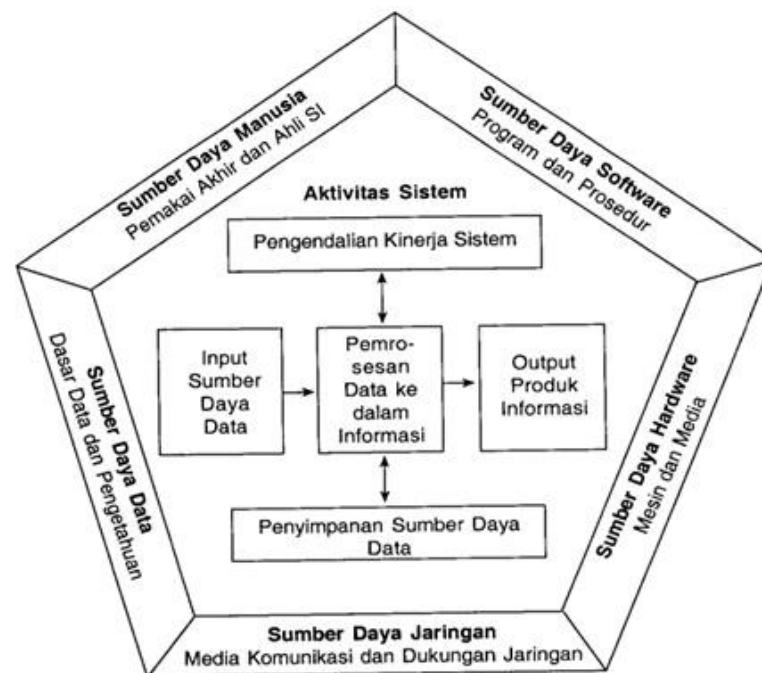 Sumber Daya Manusia
Pemakai Akhir dan Ahli SI
Sumber Daya Software
Program dan Prosedur
Aktivitas Sistem
Pengendalian Kinerja Sistem
Input
Sumber
Daya
Data
Pemro-
sesan
Data ke
dalam
Informasi
Output
Produk
Informasi
Penyimpanan Sumber Daya
Data
Sumber Daya Data
Dasar Data dan Pengetahuan
Sumber Daya Hardware
Mesin dan Media
Sumber Daya Jaringan
Media Komunikasi dan Dukungan Jaringan